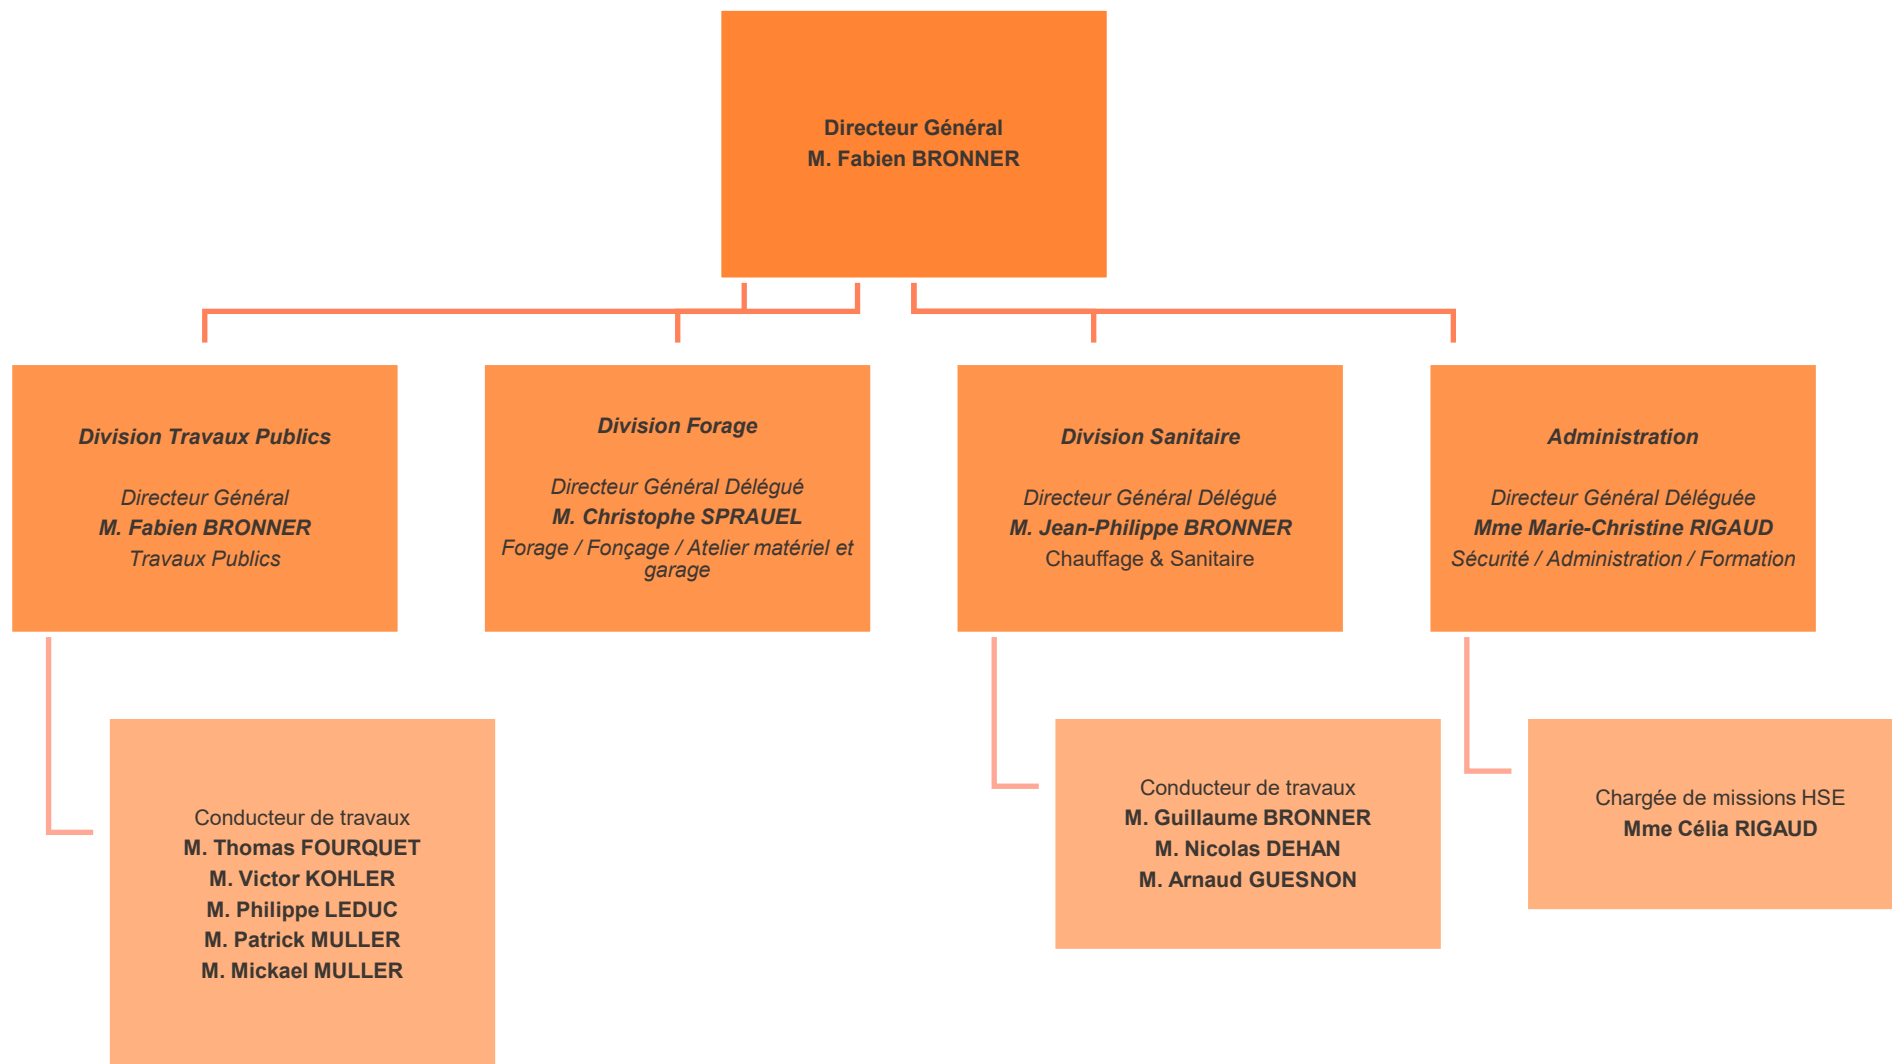 Directeur Général
M. Fabien BRONNER
Division Travaux Publics
Directeur Général
M. Fabien BRONNER
Travaux Publics
Division Forage
Directeur Général Délégué
M. Christophe SPRAUEL
Forage / Fonçage / Atelier matériel et
garage
Division Sanitaire
Directeur Général Délégué
M. Jean-Philippe BRONNER
Chauffage & Sanitaire
Administration
Directeur Général Déléguée
Mme Marie-Christine RIGAUD
Sécurité / Administration / Formation
Conducteur de travaux
M. Thomas FOURQUET
M. Victor KOHLER
M. Philippe LEDUC
M. Patrick MULLER
M. Mickael MULLER
Conducteur de travaux
M. Guillaume BRONNER
M. Nicolas DEHAN
M. Arnaud GUESNON
Chargée de missions HSE
Mme Célia RIGAUD